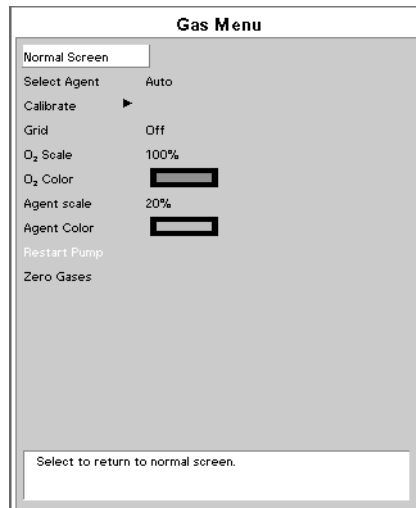 Gas Menu
Normal Screen
Select Agent Auto
Calibrate
Grid Off
O₂ Scale 100%
O₂ Color
Agent scale 20%
Agent Color
Restart Pump
Zero Gases
Select to return to normal screen.